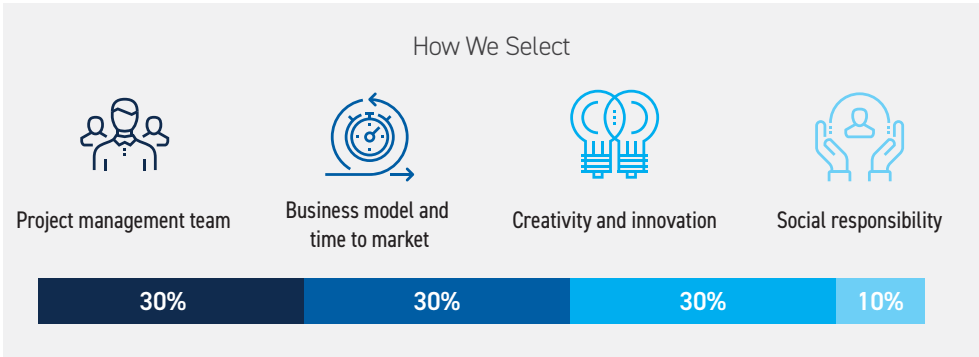 How We Select
Project management team
Business model and
time to market
Creativity and innovation
Social responsibility
30%
30%
30%
10%